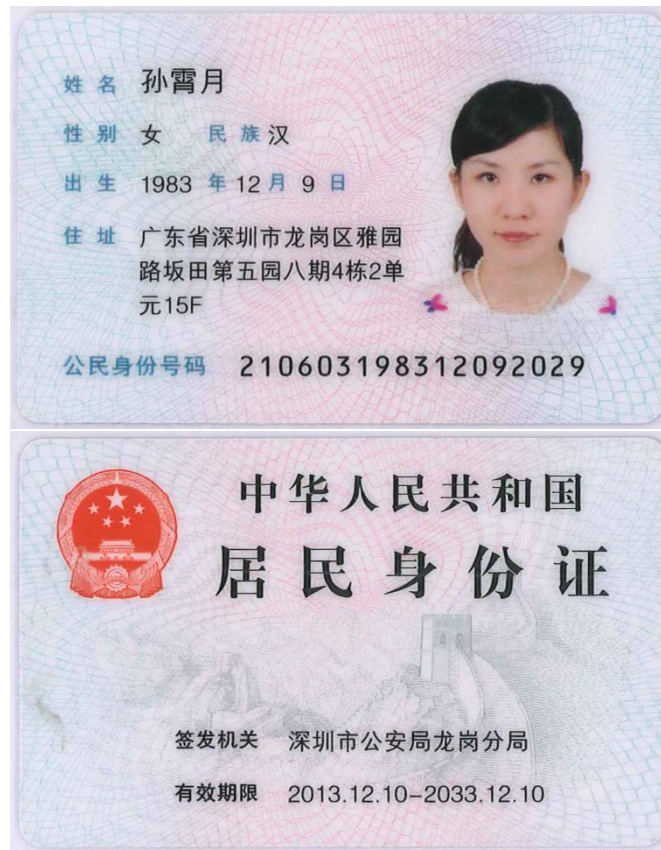 姓名 孙霄月
性别 女 民族 汉
出生 1983 年 12 月 9 日
住址 广东省深圳市龙岗区雅园
路坂田第五园八期4栋2单
元15F
公民身份号码 210603198312092029
中华人民共和国
居民身份证
签发机关 深圳市公安局龙岗分局
有效期限 2013.12.10-2033.12.10